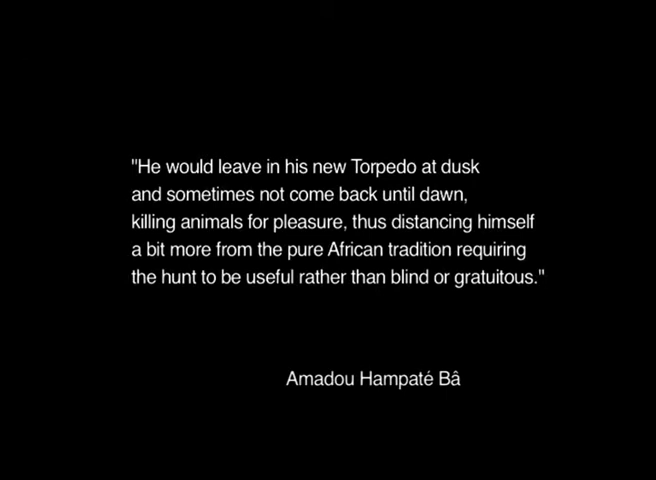 "He would leave in his new Torpedo at dusk
and sometimes not come back until dawn,
killing animals for pleasure, thus distancing himself
a bit more from the pure African tradition requiring
the hunt to be useful rather than blind or gratuitous."
Amadou Hampaté Bâ